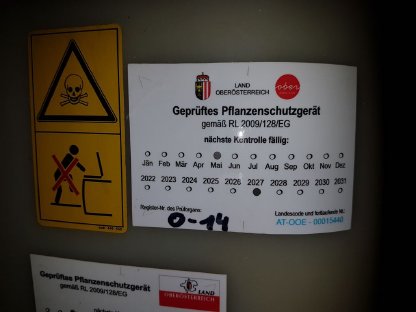 LAND
OBERÖSTERREICH
Geprüftes Pflanzenschutzgerät
gemäß RL 2009/128/EG
nächste Kontrolle fällig:
Jän Feb Mär Apr Mai Jun Jul Aug Sep Okt Nov Dez
2022 2023 2024 2025 2026 2027 2028 2029 2030 2031
Register-Nr. des Prüforgans:
O-14
Landescode und fortlaufende Nr.:
AT-OOE - 00015440
Geprüftes Pflanzenschutzgerät
gemäß RL 2009/128/EG
LAND
OBERÖSTERREICH